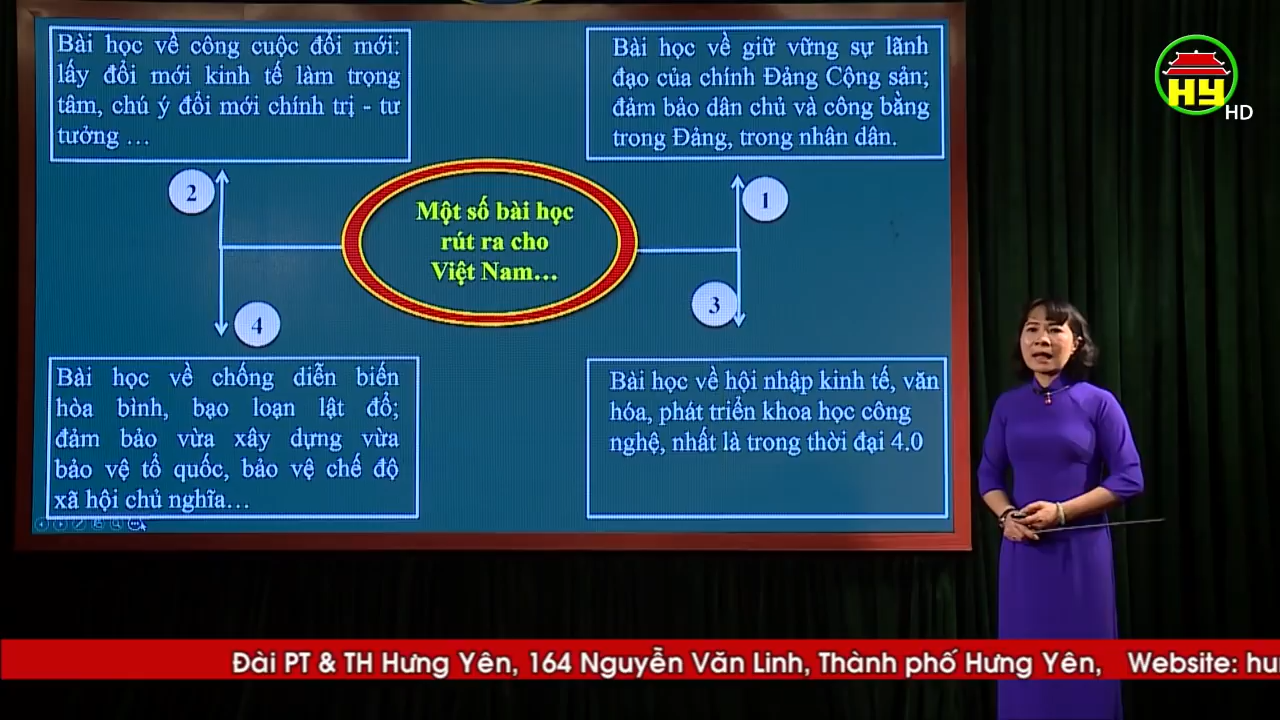 Bài học về công cuộc đổi mới:
lấy đổi mới kinh tế làm trọng
tâm, chú ý đổi mới chính trị - tư
tưởng ...
Bài học về giữ vững sự lãnh
đạo của chính Đảng Cộng sản;
đảm bảo dân chủ và công bằng
trong Đảng, trong nhân dân.
HY
HD
2
1
Một số bài học
rút ra cho
Việt Nam...
4
3
Bài học về chống diễn biến
hòa bình, bạo loạn lật đổ;
đảm bảo vừa xây dựng vừa
bảo vệ tổ quốc, bảo vệ chế độ
xã hội chủ nghĩa...
Bài học về hội nhập kinh tế, văn
hóa, phát triển khoa học công
nghệ, nhất là trong thời đại 4.0
Đài PT & TH Hưng Yên, 164 Nguyễn Văn Linh, Thành phố Hưng Yên, Website: hu